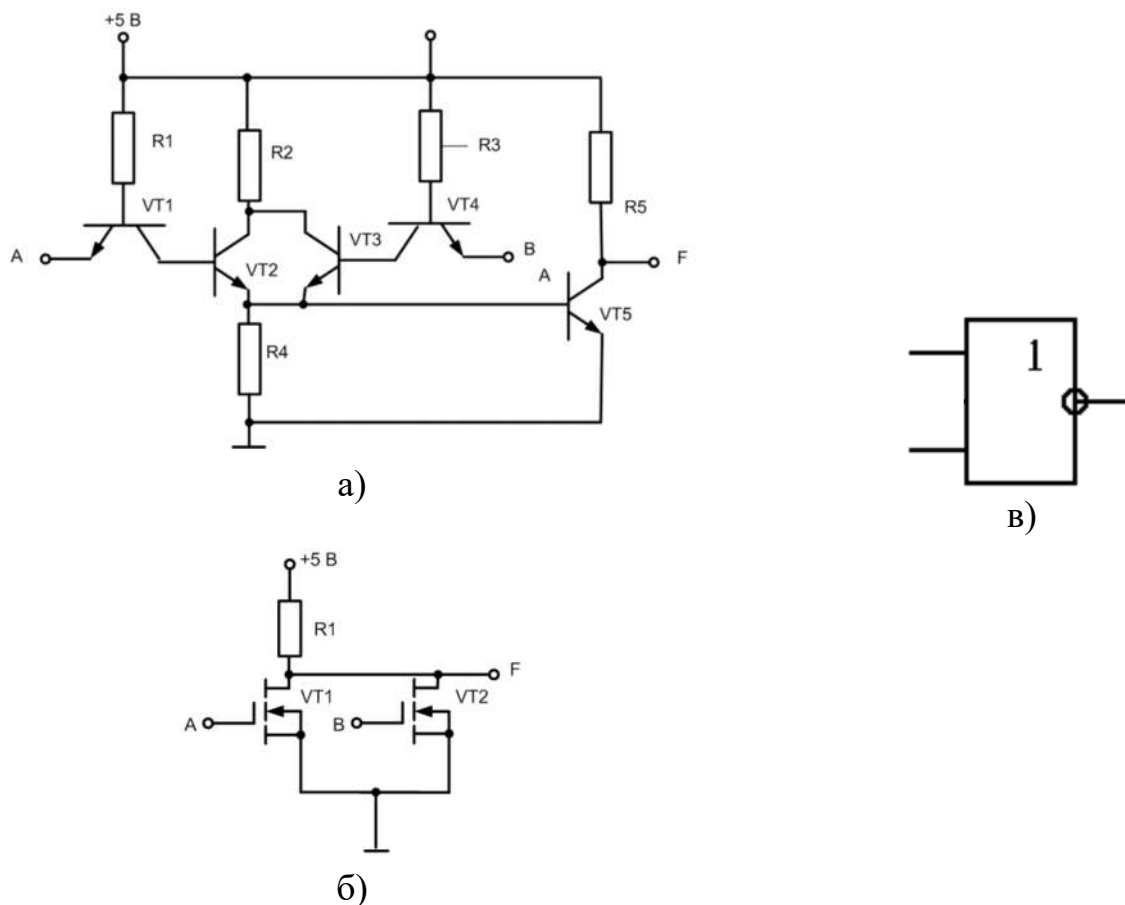 +5 В
R1
R2
R3
VT1
VT4
R5
A
VT2
VT3
B
A
F
VT5
R4
а)
1
в)
+5 В
R1
F
VT1
VT2
A
B
б)